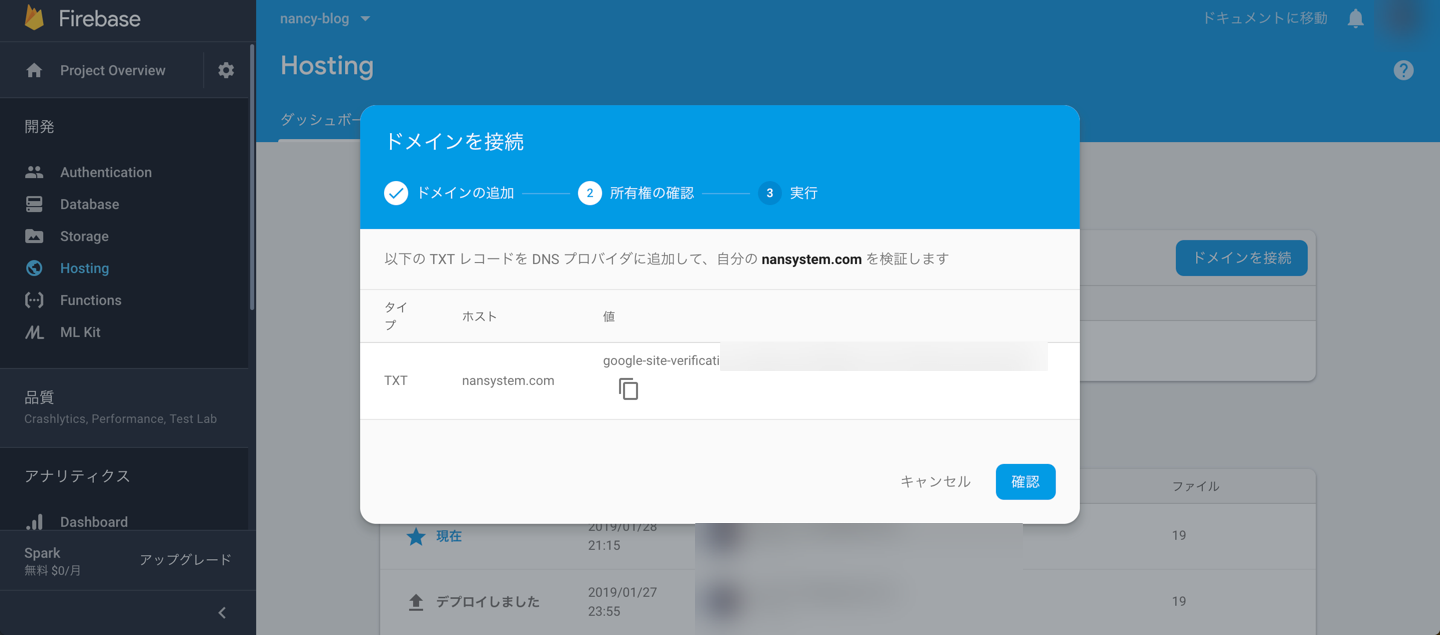 Firebase
nancy-blog
ドキュメントに移動
Project Overview
Hosting
開発
ダッシュボー
Authentication
Database
Storage
Hosting
Functions
ML Kit
品質
Crashlytics, Performance, Test Lab
アナリティクス
Dashboard
Spark
無料 $0/月
アップグレード
ドメインを接続
ドメインの追加
2 所有権の確認
3 実行
以下の TXT レコードを DNS プロバイダに追加して、自分の nansystem.com を検証します
タイ
プ
ホスト
値
TXT
nansystem.com
google-site-verificati
キャンセル
確認
ドメインを接続
ファイル
現在
2019/01/28
21:15
19
デプロイしました
2019/01/27
23:55
19